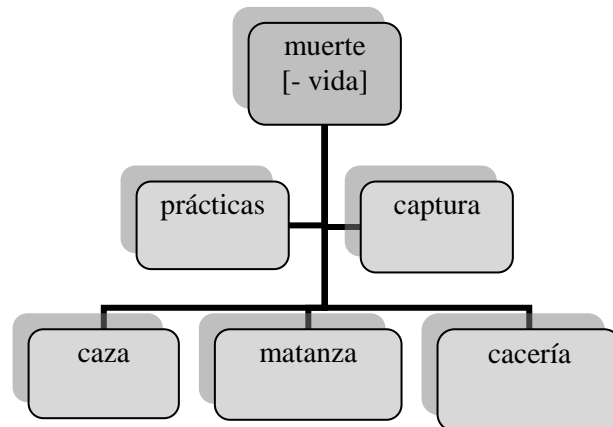 muerte
[- vida]
prácticas
captura
caza
matanza
cacería